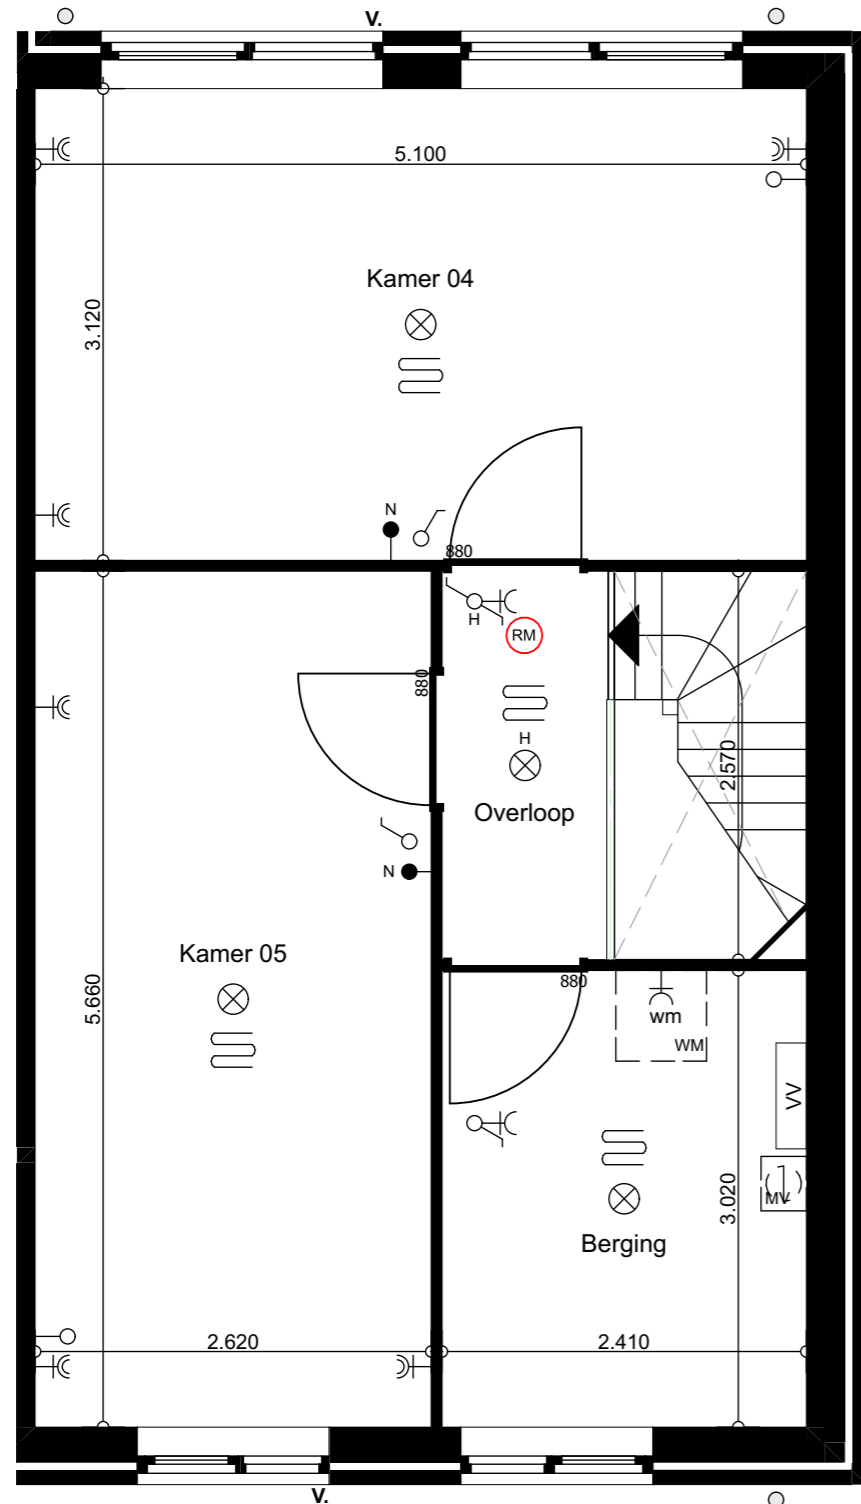 V.
5.100
Kamer 04
3.120
N
880
H
RM
880
H
2.570
Overloop
N
Kamer 05
5.660
880
wm
WM
VV
MV
3.020
Berging
2.620
2.410
V.